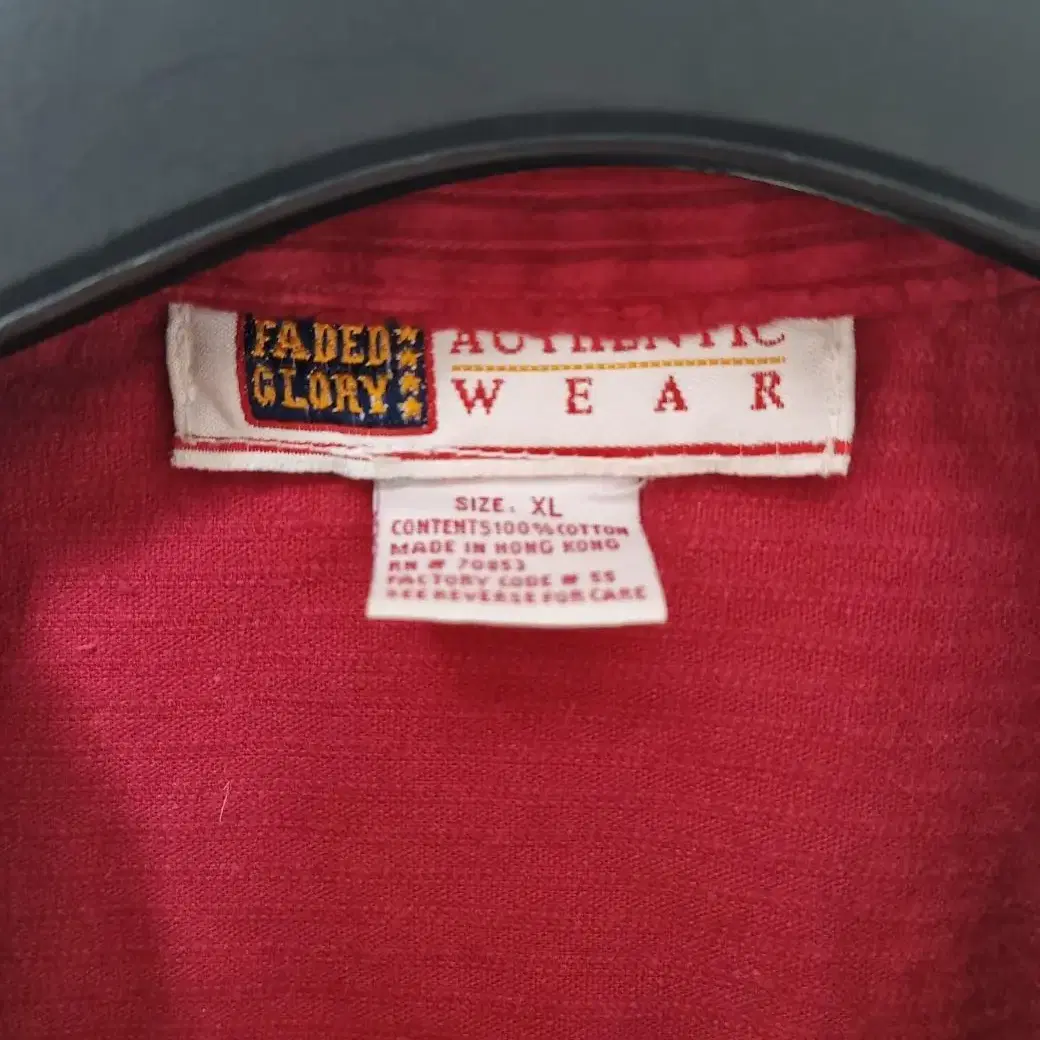 FADED
GLORY
AUTHENTIC
W E A R
SIZE. XL
CONTENTS 100% COTTON
MADE IN HONG KONG
RN # 70853
FACTORY CODE # 55
SEE REVERSE FOR CARE